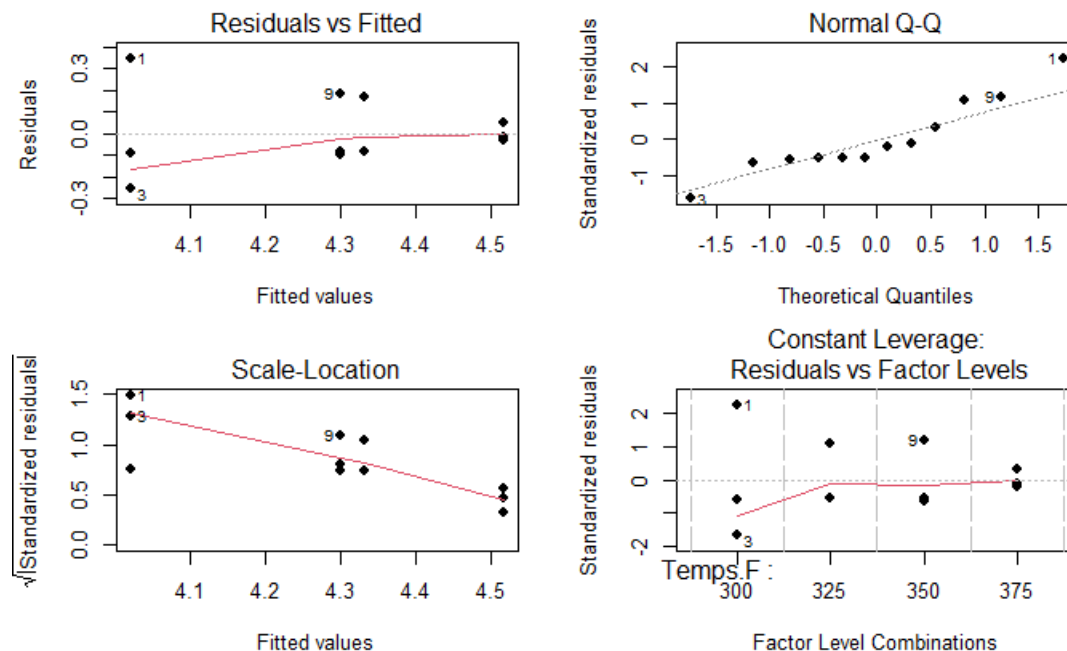 Residuals vs Fitted
Residuals
-0.3 0.0 0.3
1
9
3
4.1 4.2 4.3 4.4 4.5
Fitted values
Normal Q-Q
Standardized residuals
-1 0 1 2
1
9
3
-1.5 -1.0 -0.5 0.0 0.5 1.0 1.5
Theoretical Quantiles
Scale-Location
√|Standardized residuals|
0.0 0.5 1.0 1.5
1
3
9
4.1 4.2 4.3 4.4 4.5
Fitted values
Constant Leverage:
Residuals vs Factor Levels
Standardized residuals
-2 0 1 2
1
9
3
Temps.F :
300 325 350 375
Factor Level Combinations